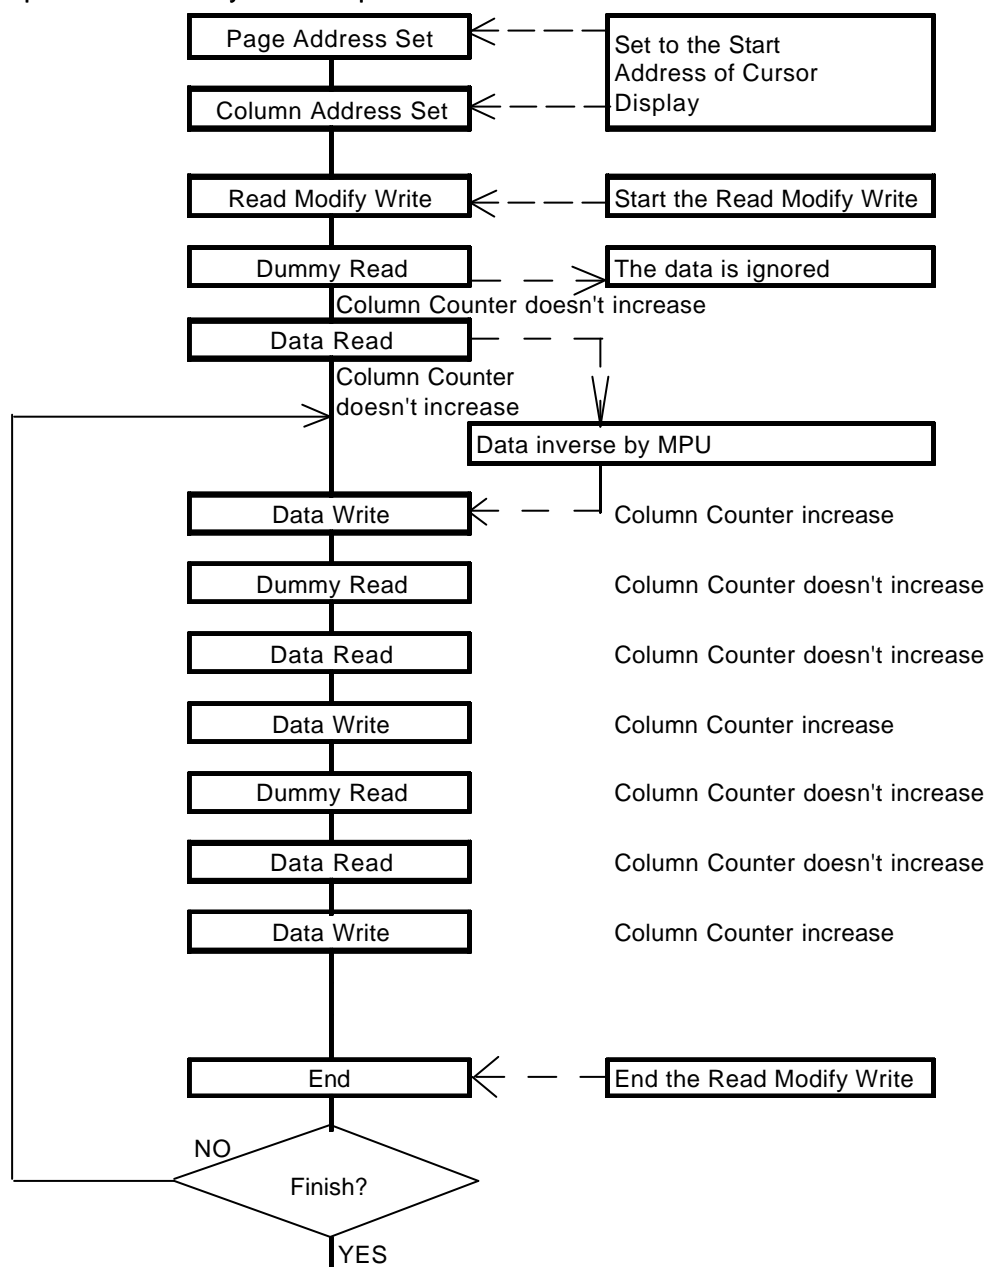 Page Address Set
Set to the Start
Address of Cursor
Display
Column Address Set
Read Modify Write
Start the Read Modify Write
Dummy Read
The data is ignored
Column Counter doesn't increase
Data Read
Column Counter
doesn't increase
Data inverse by MPU
Data Write
Column Counter increase
Dummy Read
Column Counter doesn't increase
Data Read
Column Counter doesn't increase
Data Write
Column Counter increase
Dummy Read
Column Counter doesn't increase
Data Read
Column Counter doesn't increase
Data Write
Column Counter increase
End
End the Read Modify Write
NO
Finish?
YES